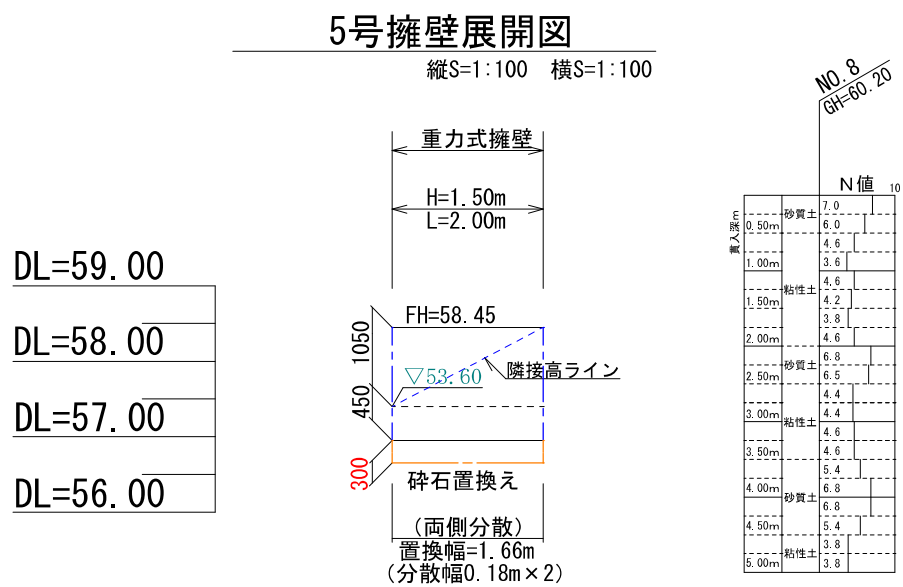 5号擁壁展開図
縦S=1:100 横S=1:100
重力式擁壁
H=1.50m
L=2.00m
DL=59.00
DL=58.00
DL=57.00
DL=56.00
FH=58.45
1050
450
300
▽53.60
隣接高ライン
砕石置換え
(両側分散)
置換幅=1.66m
(分散幅0.18m×2)
NO.8
GH=60.20
N値 10
貫入深m
砂質土 7.0
0.50m 6.0
4.6
1.00m 3.6
粘性土 4.6
1.50m 4.2
3.8
2.00m 4.6
砂質土 6.8
2.50m 6.5
4.4
3.00m 粘性土 4.4
4.6
3.50m 4.6
5.4
4.00m 砂質土 6.8
6.8
4.50m 5.4
粘性土 3.8
5.00m 3.8